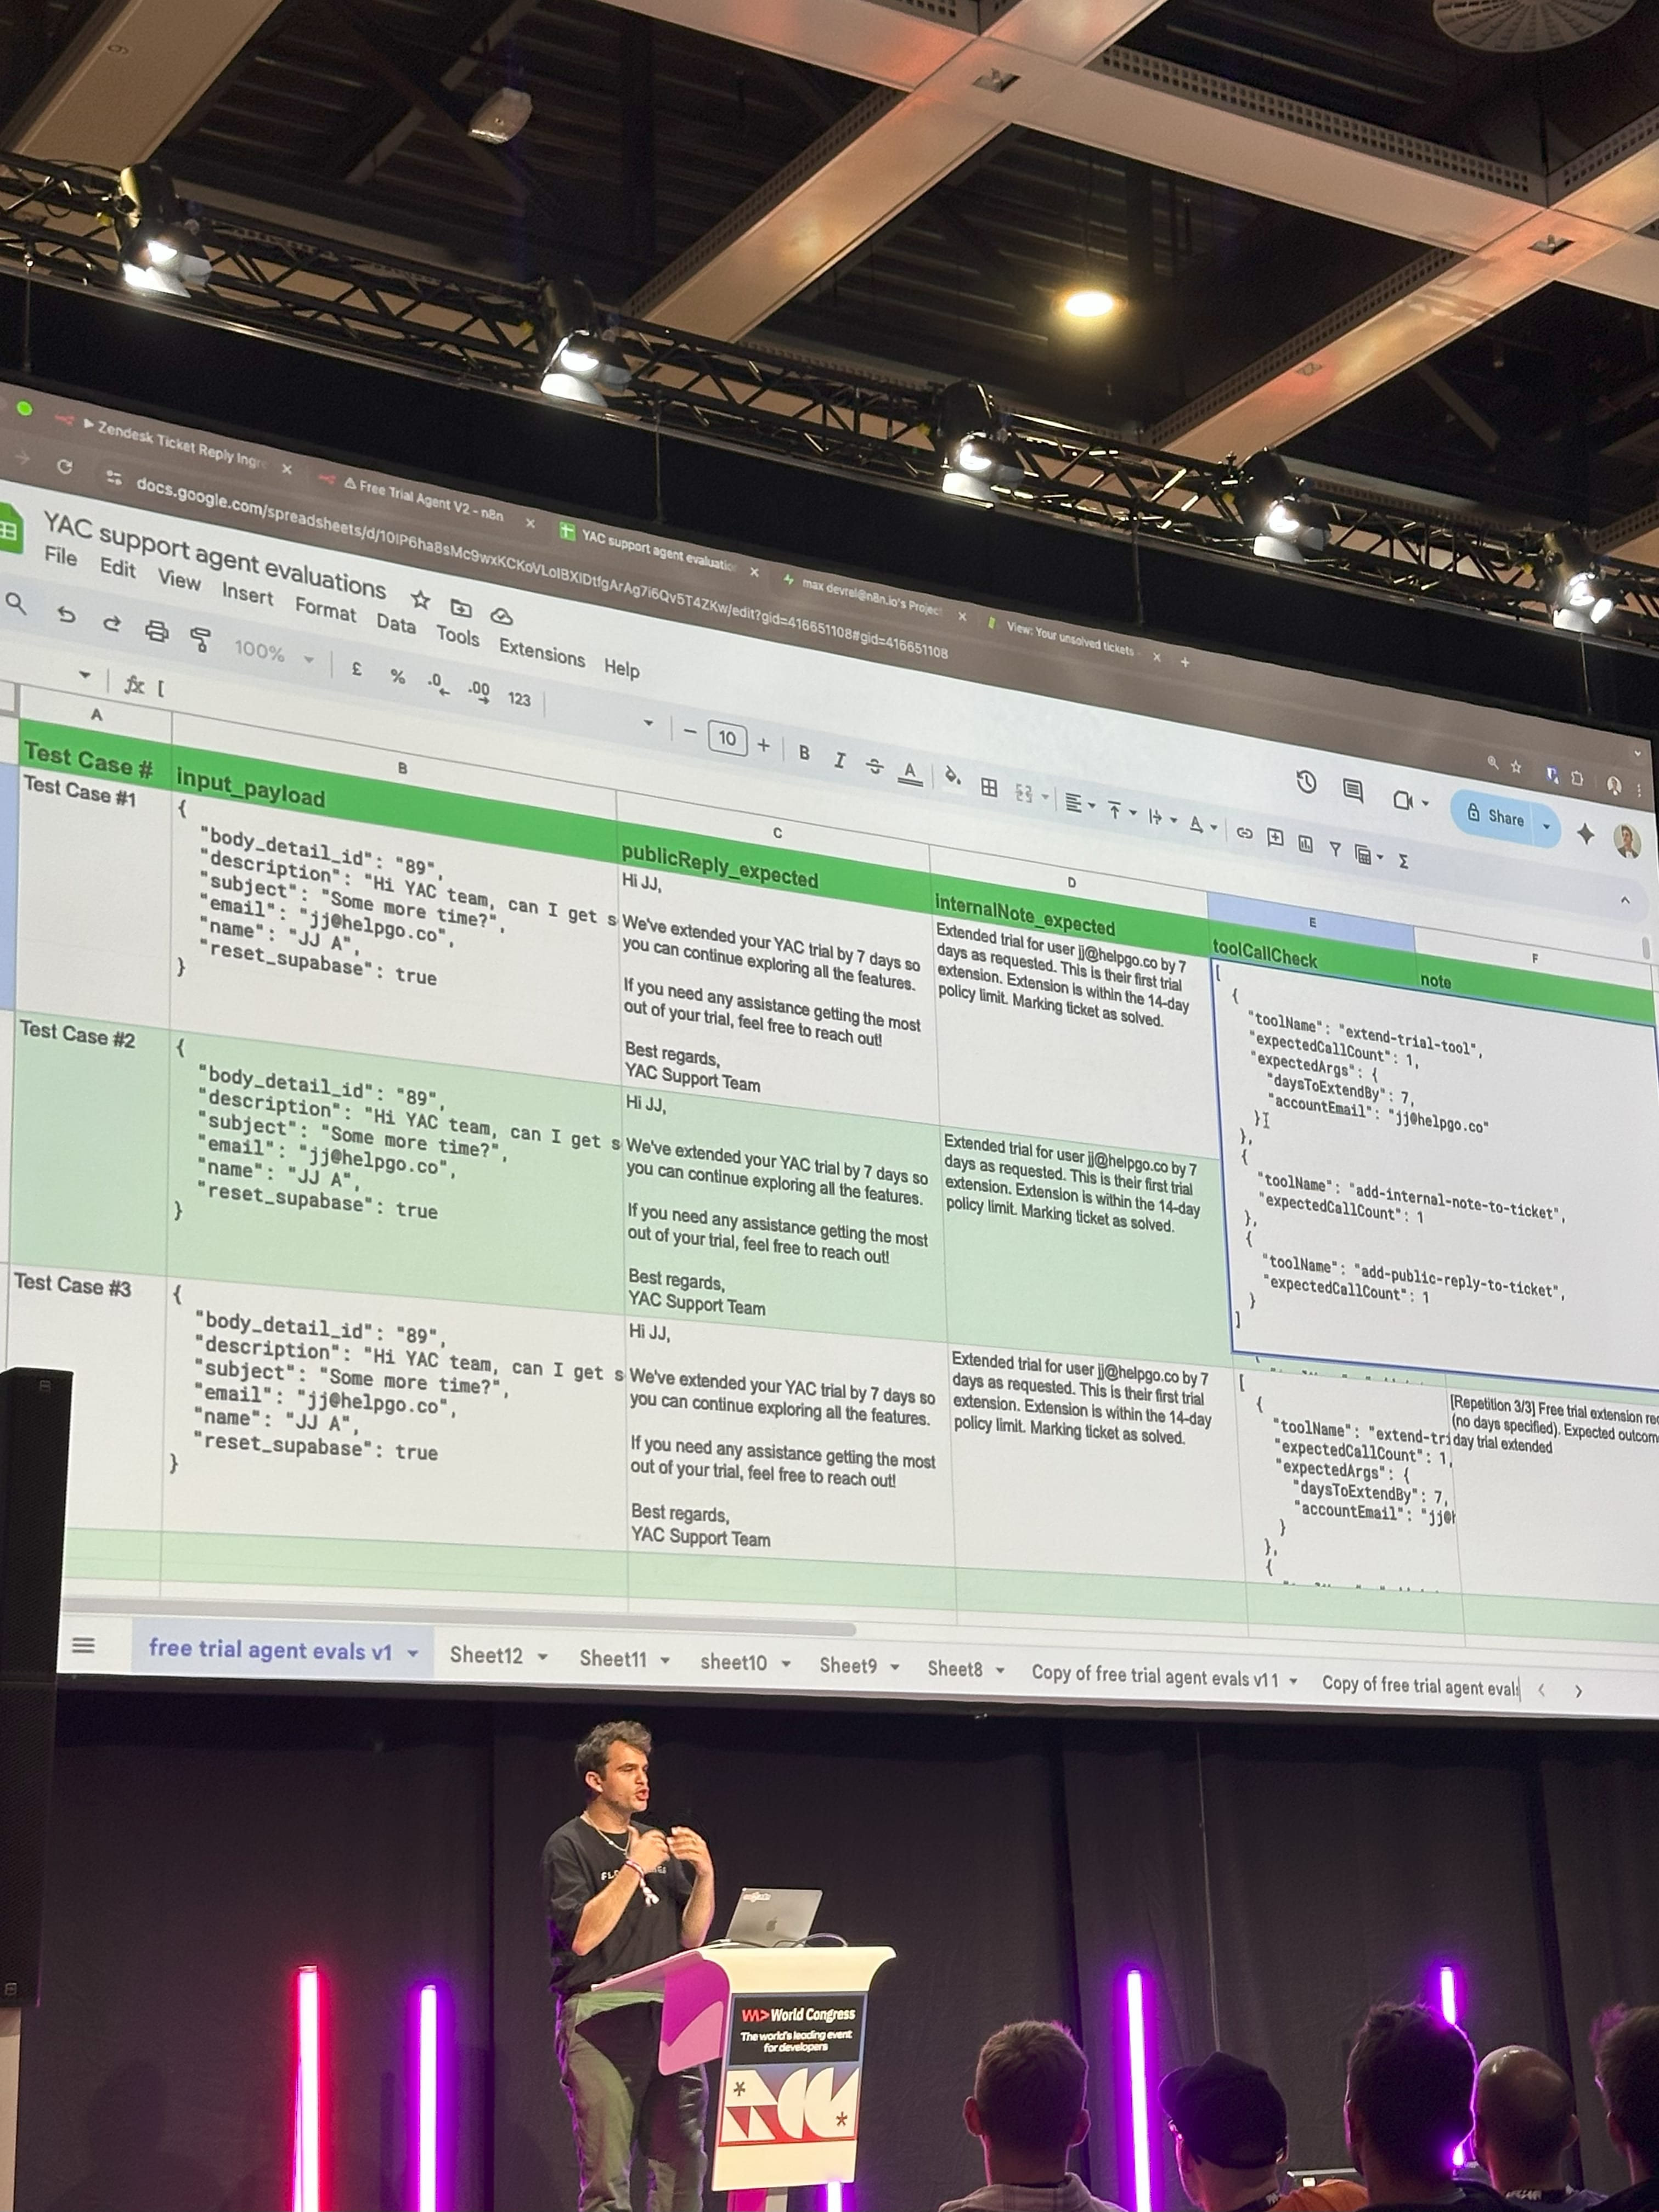 Zendesk Ticket Reply Ingre
Free Trial Agent V2 - n8n
YAC support agent evaluatio
max devrel@n8n.io's Project
View: Your unsolved tickets
docs.google.com/spreadsheets/d/10IP6ha8sMc9wxKCKoVLoIBXIDtfgArAg7i6Qv5T4ZKw/edit?gid=416651108#gid=416651108
YAC support agent evaluations
File Edit View Insert Format Data Tools Extensions Help
100% £ % .0 .00 123 10 B I A
Share
fx [
A B C D E F
Test Case # input_payload publicReply_expected internalNote_expected toolCallCheck note
Test Case #1
{
"body_detail_id": "89",
"description": "Hi YAC team, can I get s
"subject": "Some more time?",
"email": "jj@helpgo.co",
"name": "JJ A",
"reset_supabase": true
}
Hi JJ,
We've extended your YAC trial by 7 days so
you can continue exploring all the features.
If you need any assistance getting the most
out of your trial, feel free to reach out!
Best regards,
YAC Support Team
Extended trial for user jj@helpgo.co by 7
days as requested. This is their first trial
extension. Extension is within the 14-day
policy limit. Marking ticket as solved.
[
{
"toolName": "extend-trial-tool",
"expectedCallCount": 1,
"expectedArgs": {
"daysToExtendBy": 7,
"accountEmail": "jj@helpgo.co"
}
},
{
"toolName": "add-internal-note-to-ticket",
"expectedCallCount": 1
},
{
"toolName": "add-public-reply-to-ticket",
"expectedCallCount": 1
}
]
Test Case #2
{
"body_detail_id": "89",
"description": "Hi YAC team, can I get s
"subject": "Some more time?",
"email": "jj@helpgo.co",
"name": "JJ A",
"reset_supabase": true
}
Hi JJ,
We've extended your YAC trial by 7 days so
you can continue exploring all the features.
If you need any assistance getting the most
out of your trial, feel free to reach out!
Best regards,
YAC Support Team
Extended trial for user jj@helpgo.co by 7
days as requested. This is their first trial
extension. Extension is within the 14-day
policy limit. Marking ticket as solved.
Test Case #3
{
"body_detail_id": "89",
"description": "Hi YAC team, can I get s
"subject": "Some more time?",
"email": "jj@helpgo.co",
"name": "JJ A",
"reset_supabase": true
}
Hi JJ,
We've extended your YAC trial by 7 days so
you can continue exploring all the features.
If you need any assistance getting the most
out of your trial, feel free to reach out!
Best regards,
YAC Support Team
Extended trial for user jj@helpgo.co by 7
days as requested. This is their first trial
extension. Extension is within the 14-day
policy limit. Marking ticket as solved.
[
{
"toolName": "extend-tri
"expectedCallCount": 1,
"expectedArgs": {
"daysToExtendBy": 7,
"accountEmail": "jj@h
}
},
{
[Repetition 3/3] Free trial extension re
(no days specified). Expected outcom
day trial extended
free trial agent evals v1 Sheet12 Sheet11 sheet10 Sheet9 Sheet8 Copy of free trial agent evals v1 1 Copy of free trial agent evals
World Congress
The world's leading event
for developers